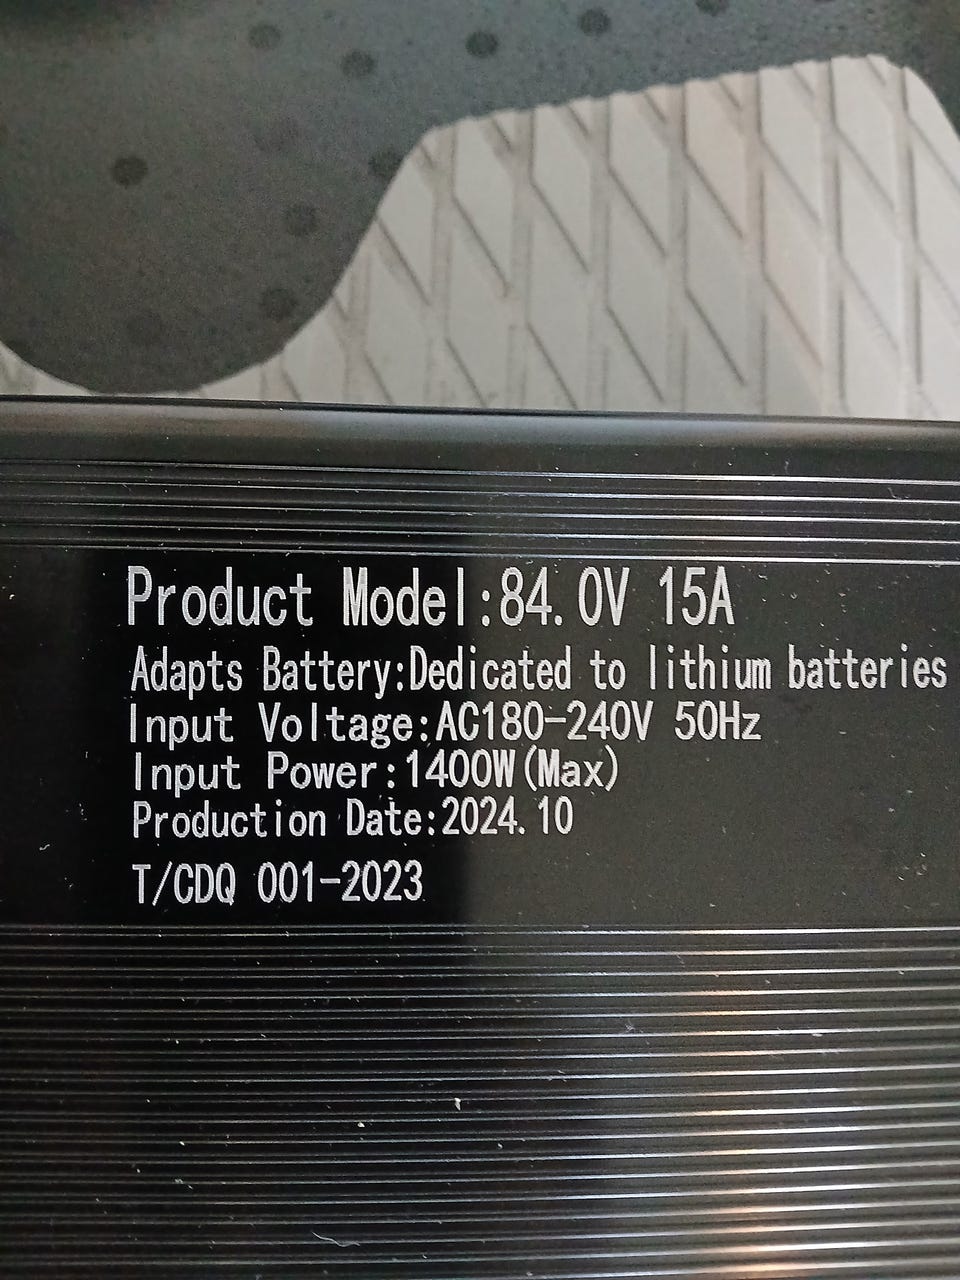 Product Model:84.0V 15A
Adapts Battery:Dedicated to lithium batteries
Input Voltage:AC180-240V 50Hz
Input Power:1400W(Max)
Production Date:2024.10
T/CDQ 001-2023